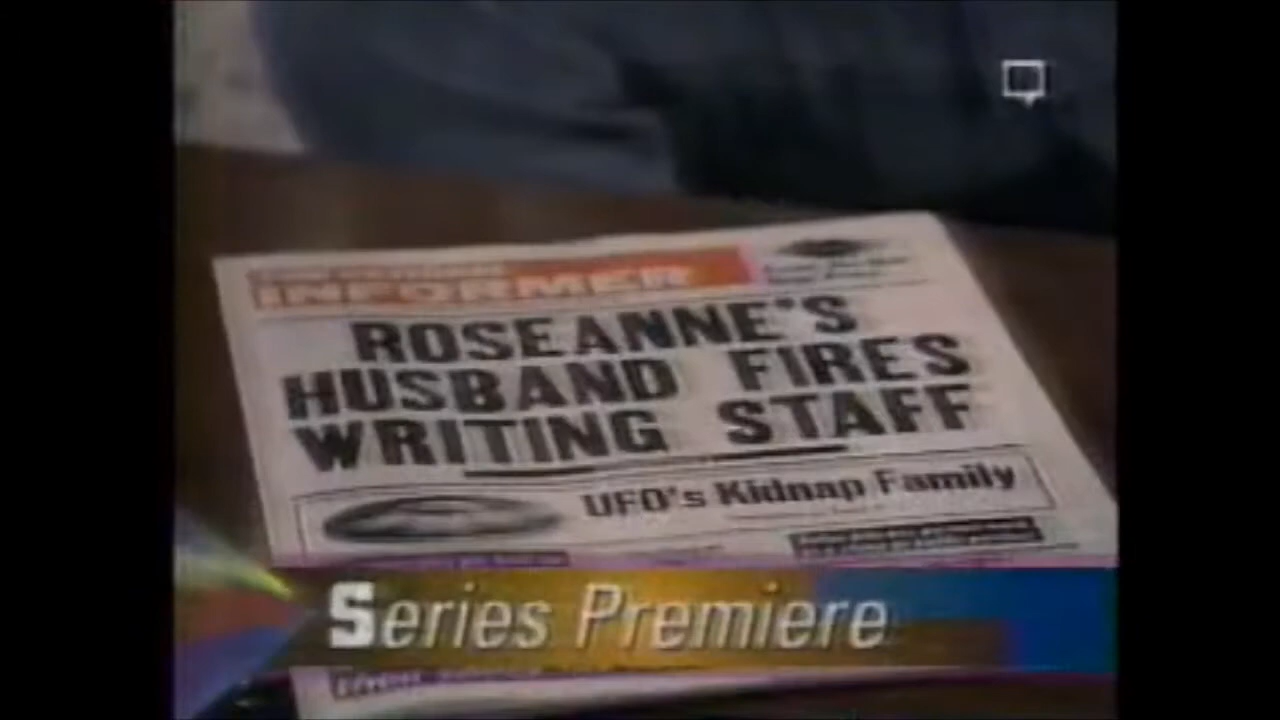 INFORMER
ROSEANNE'S
HUSBAND FIRES
WRITING STAFF
UFO's Kidnap Family
Series Premiere